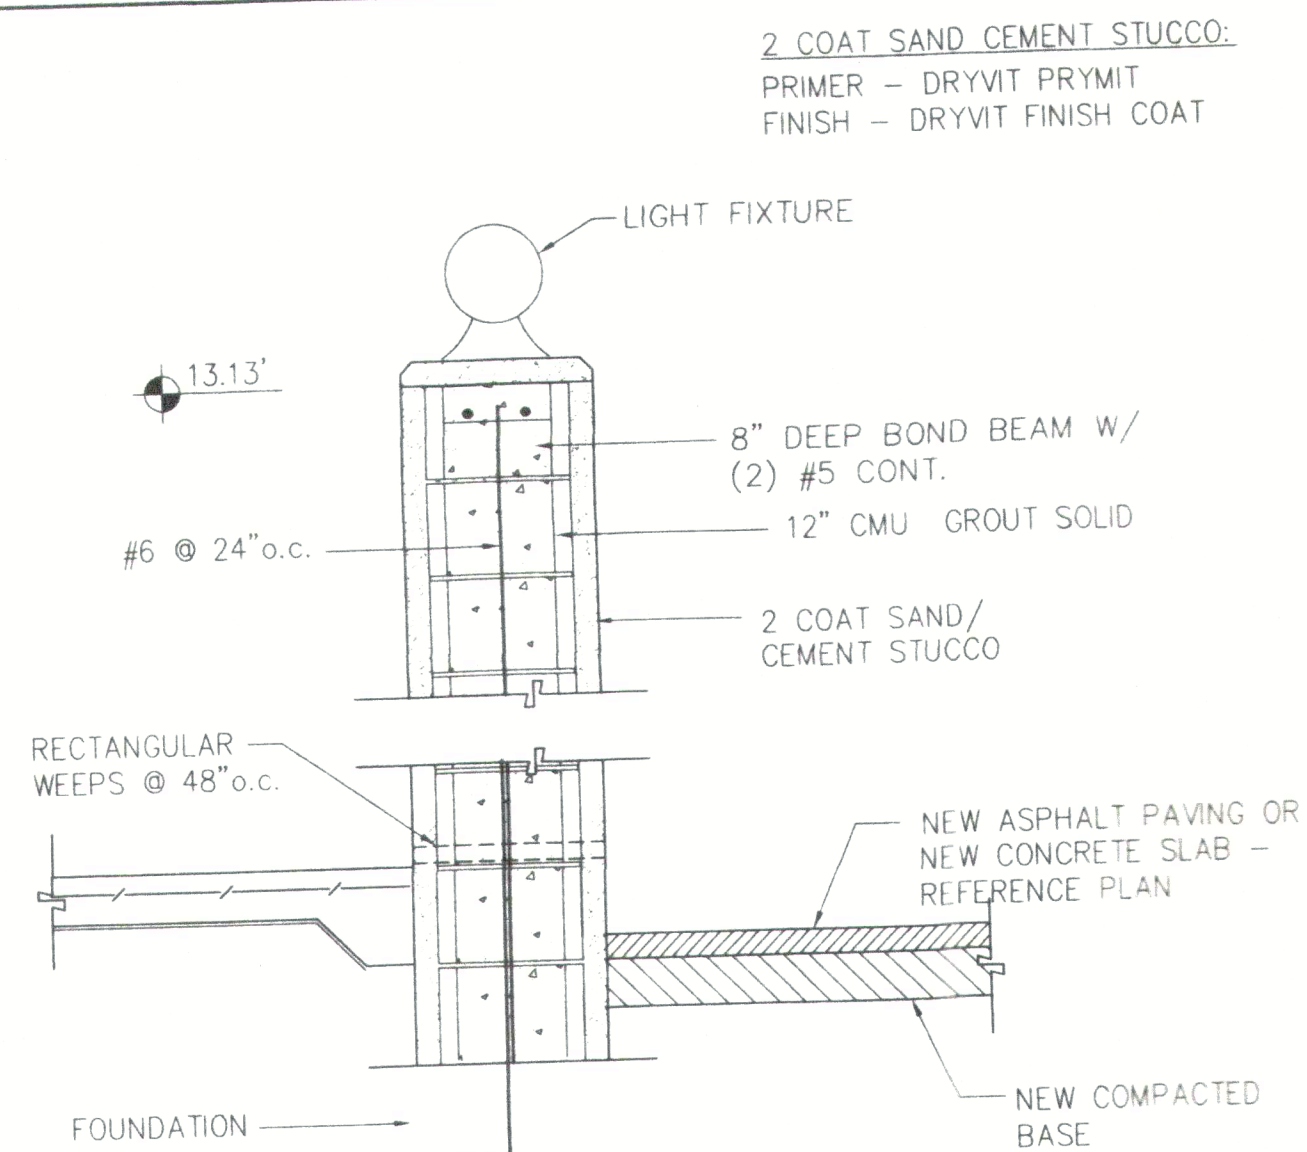 2 COAT SAND CEMENT STUCCO:
PRIMER – DRYVIT PRYMIT
FINISH – DRYVIT FINISH COAT
LIGHT FIXTURE
13.13'
8" DEEP BOND BEAM W/
(2) #5 CONT.
12" CMU GROUT SOLID
#6 @ 24"o.c.
2 COAT SAND/
CEMENT STUCCO
RECTANGULAR
WEEPS @ 48"o.c.
NEW ASPHALT PAVING OR
NEW CONCRETE SLAB –
REFERENCE PLAN
NEW COMPACTED
BASE
FOUNDATION